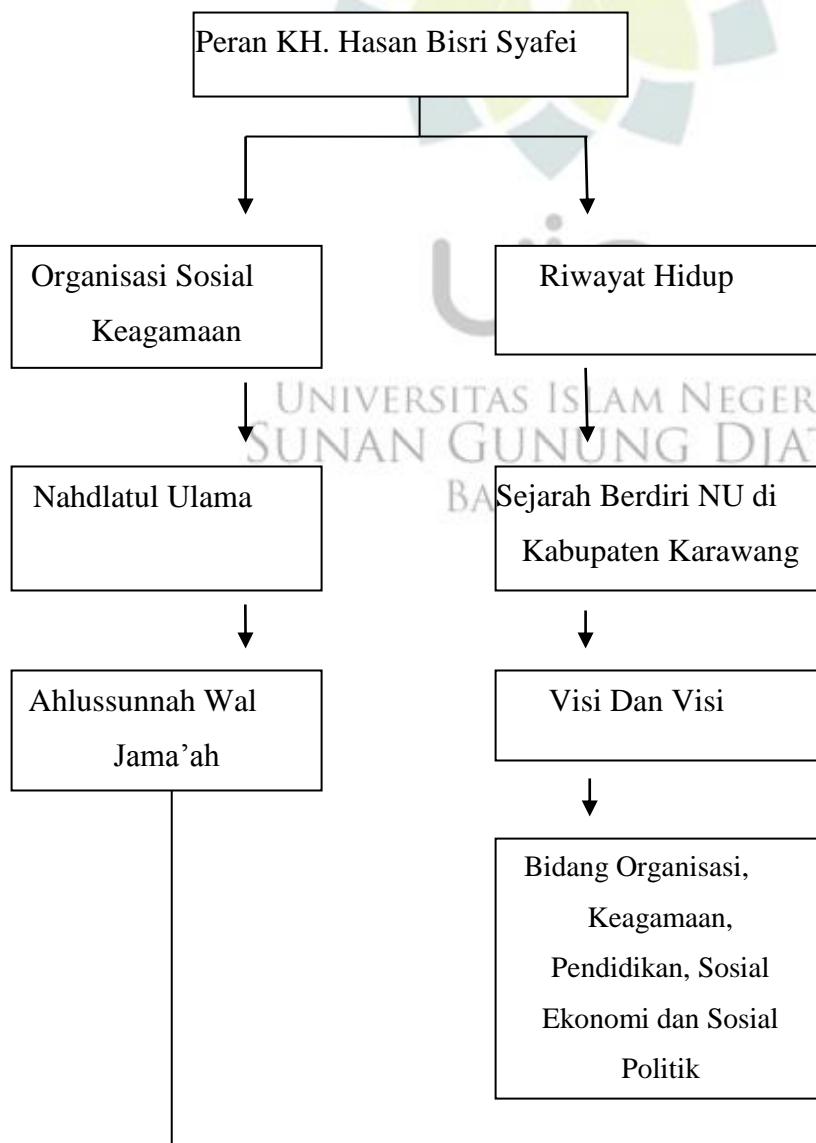 Peran KH. Hasan Bisri Syafei
Organisasi Sosial
Keagamaan
Riwayat Hidup
UNIVERSITAS ISLAM NEGER
SUNAN GUNUNG DJAT
BA
Nahdlatul Ulama
Sejarah Berdiri NU di
Kabupaten Karawang
Ahlussunnah Wal
Jama’ah
Visi Dan Visi
Bidang Organisasi,
Keagamaan,
Pendidikan, Sosial
Ekonomi dan Sosial
Politik